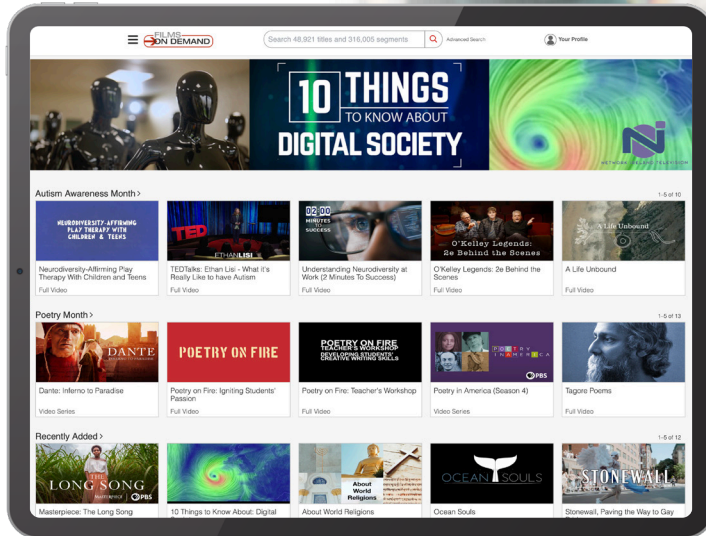 FILMS
ON DEMAND
Search 48,921 titles and 316,005 segments
Advanced Search
Your Profile
10 THINGS
TO KNOW ABOUT
DIGITAL SOCIETY
NETWORK IRELAND TELEVISION
Autism Awareness Month >
1-5 of 10
NEURODIVERSITY-AFFIRMING
PLAY THERAPY WITH
CHILDREN & TEENS
TED
ETHAN LISI
02:00
MINUTES
TO
SUCCESS
O'Kelley Legends:
2e Behind the Scenes
A Life Unbound
Neurodiversity-Affirming Play
Therapy With Children and Teens
Full Video
TEDTalks: Ethan Lisi - What it's
Really Like to have Autism
Full Video
Understanding Neurodiversity at
Work (2 Minutes To Success)
Full Video
O'Kelley Legends: 2e Behind the
Scenes
Full Video
A Life Unbound
Full Video
Poetry Month >
1-5 of 13
DANTE
POETRY ON FIRE
POETRY ON FIRE
TEACHER'S WORKSHOP
DEVELOPING STUDENTS'
CREATIVE WRITING SKILLS
POETRY
IN AMERICA
PBS
Dante: Inferno to Paradise
Video Series
Poetry on Fire: Igniting Students'
Passion
Full Video
Poetry on Fire: Teacher's Workshop
Full Video
Poetry in America (Season 4)
Video Series
Tagore Poems
Full Video
Recently Added >
1-5 of 12
THE
LONG SONG
MASTERPIECE PBS
About
World
Religions
OCEAN SOULS
STONEWALL
Masterpiece: The Long Song
10 Things to Know About: Digital
About World Religions
Ocean Souls
Stonewall, Paving the Way to Gay